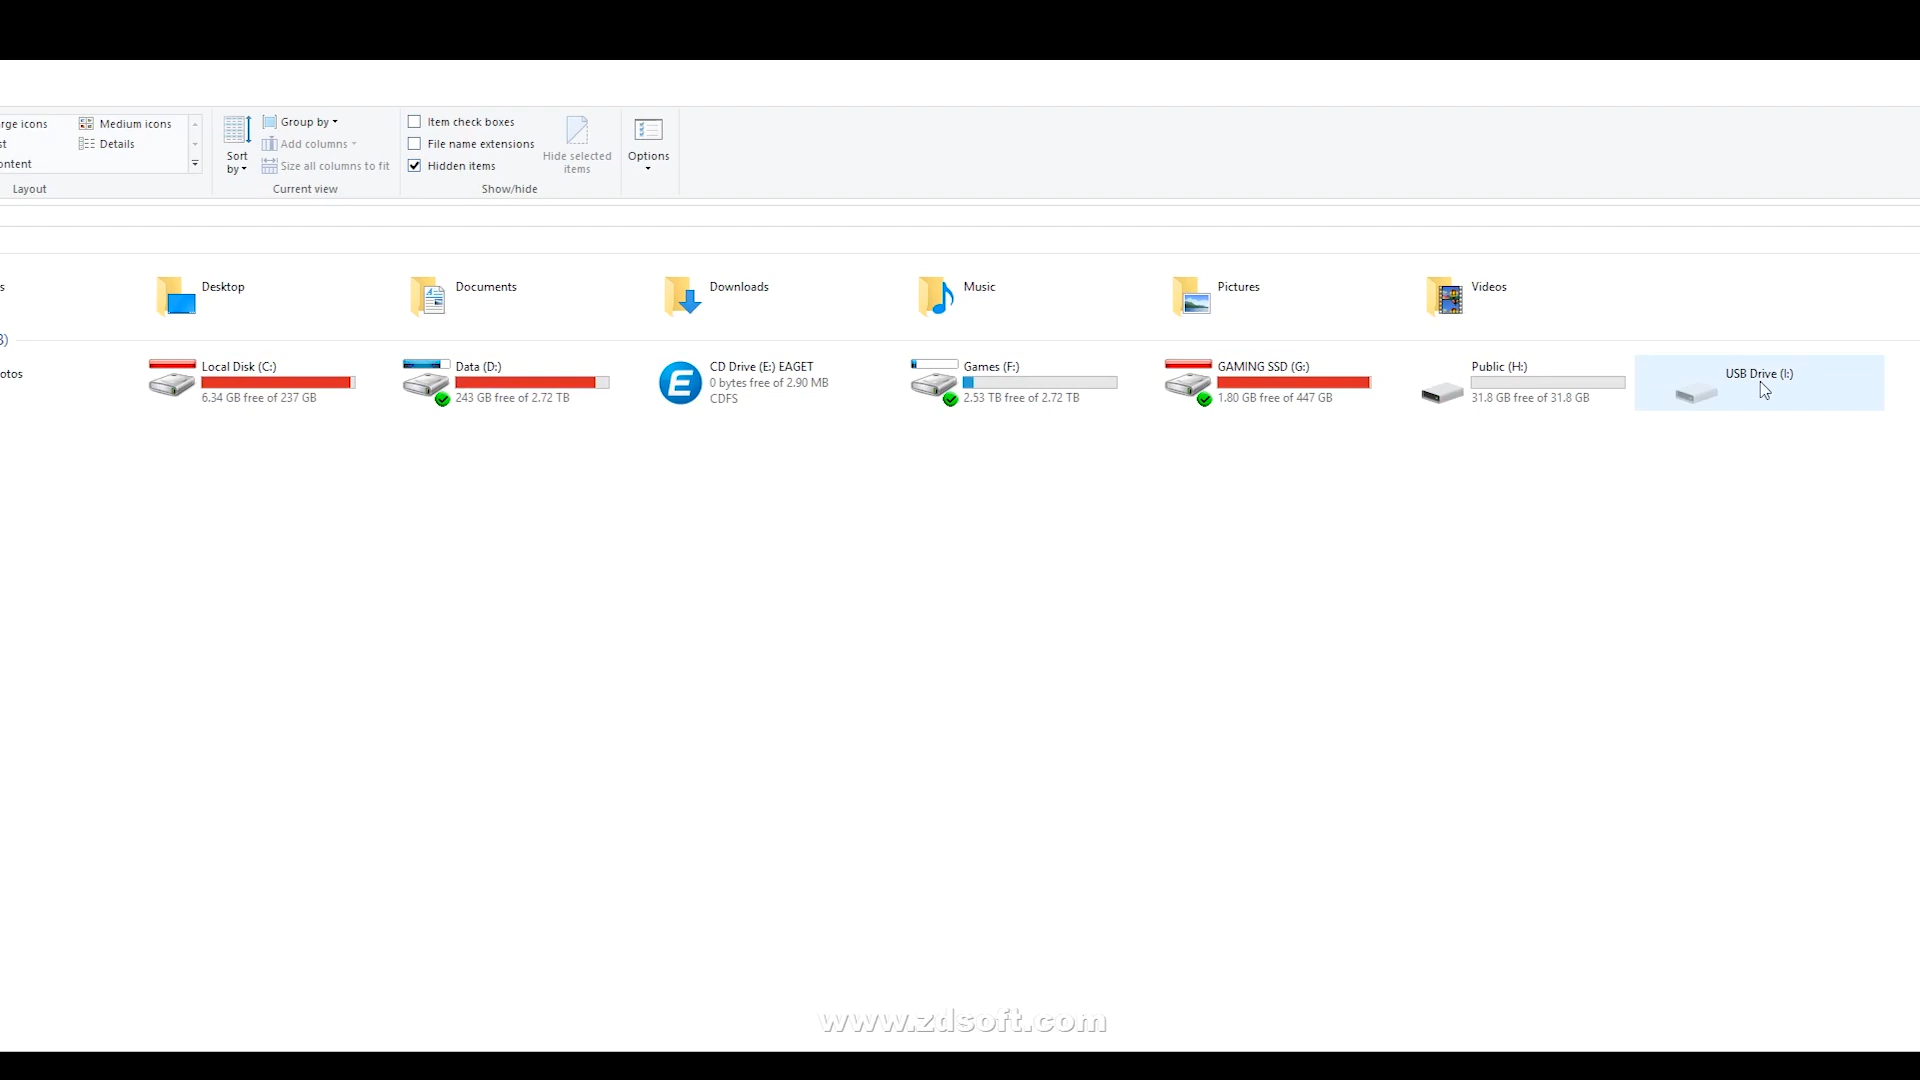 rge icons
Medium icons
st
Details
ontent
Layout
Sort by
Group by
Add columns
Size all columns to fit
Current view
Item check boxes
File name extensions
Hidden items
Hide selected items
Show/hide
Options
s
Desktop
Documents
Downloads
Music
Pictures
Videos
3)
otos
Local Disk (C:)
6.34 GB free of 237 GB
Data (D:)
243 GB free of 2.72 TB
E
CD Drive (E:) EAGET
0 bytes free of 2.90 MB
CDFS
Games (F:)
2.53 TB free of 2.72 TB
GAMING SSD (G:)
1.80 GB free of 447 GB
Public (H:)
31.8 GB free of 31.8 GB
USB Drive (I:)
www.zdsoft.com